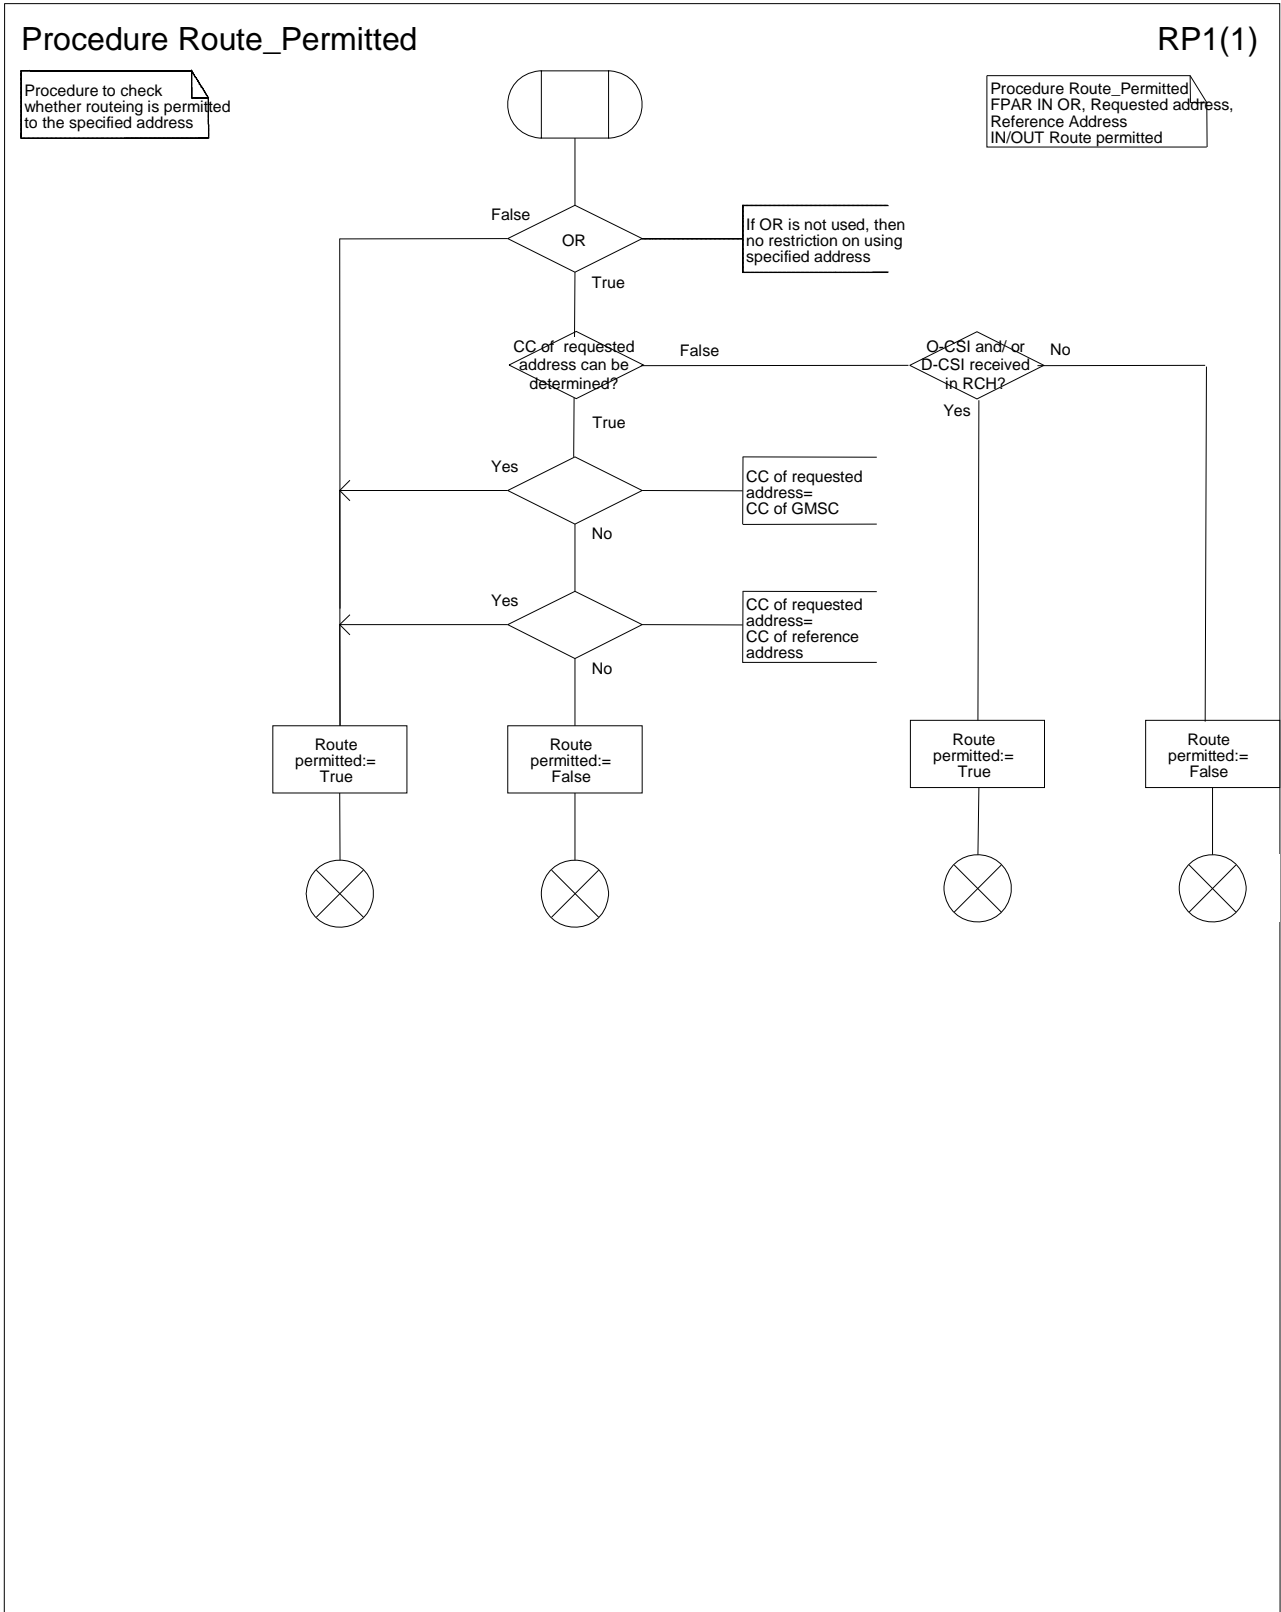 Procedure Route_Permitted
RP1(1)
Procedure to check
whether routeing is permitted
to the specified address
Procedure Route_Permitted
FPAR IN OR, Requested address,
Reference Address
IN/OUT Route permitted
False
OR
If OR is not used, then
no restriction on using
specified address
True
CC of requested
address can be
determined?
False
O-CSI and/ or
D-CSI received
in RCH?
No
True
Yes
Yes
CC of requested
address=
CC of GMSC
No
Yes
CC of requested
address=
CC of reference
address
No
Route
permitted:=
True
Route
permitted:=
False
Route
permitted:=
True
Route
permitted:=
False